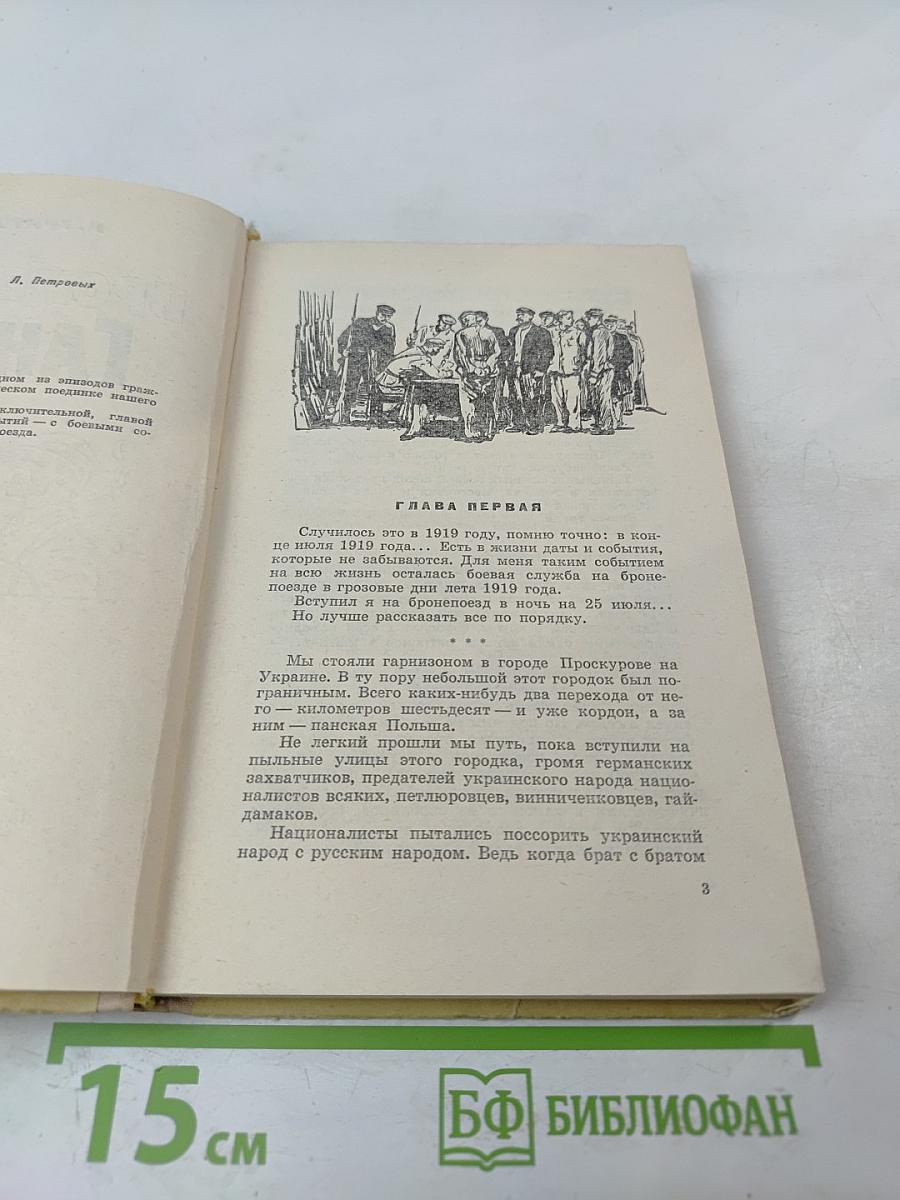 Л. Петровых
дном из эпизодов граж-
ческом поединке нашего
ключительной, главой
ытий — с боевыми со-
оезда.
ГЛАВА ПЕРВАЯ
Случилось это в 1919 году, помню точно: в кон-
це июля 1919 года... Есть в жизни даты и события,
которые не забываются. Для меня таким событием
на всю жизнь осталась боевая служба на броне-
поезде в грозовые дни лета 1919 года.
Вступил я на бронепоезд в ночь на 25 июля...
Но лучше рассказать все по порядку.
* * *
Мы стояли гарнизоном в городе Проскурове на
Украине. В ту пору небольшой этот городок был по-
граничным. Всего каких-нибудь два перехода от не-
го — километров шестьдесят — и уже кордон, а за
ним — панская Польша.
Не легкий прошли мы путь, пока вступили на
пыльные улицы этого городка, громя германских
захватчиков, предателей украинского народа нацио-
налистов всяких, петлюровцев, винниченковцев, гай-
дамаков.
Националисты пытались поссорить украинский
народ с русским народом. Ведь когда брат с братом
3
15 см
БФ БИБЛИОФАН